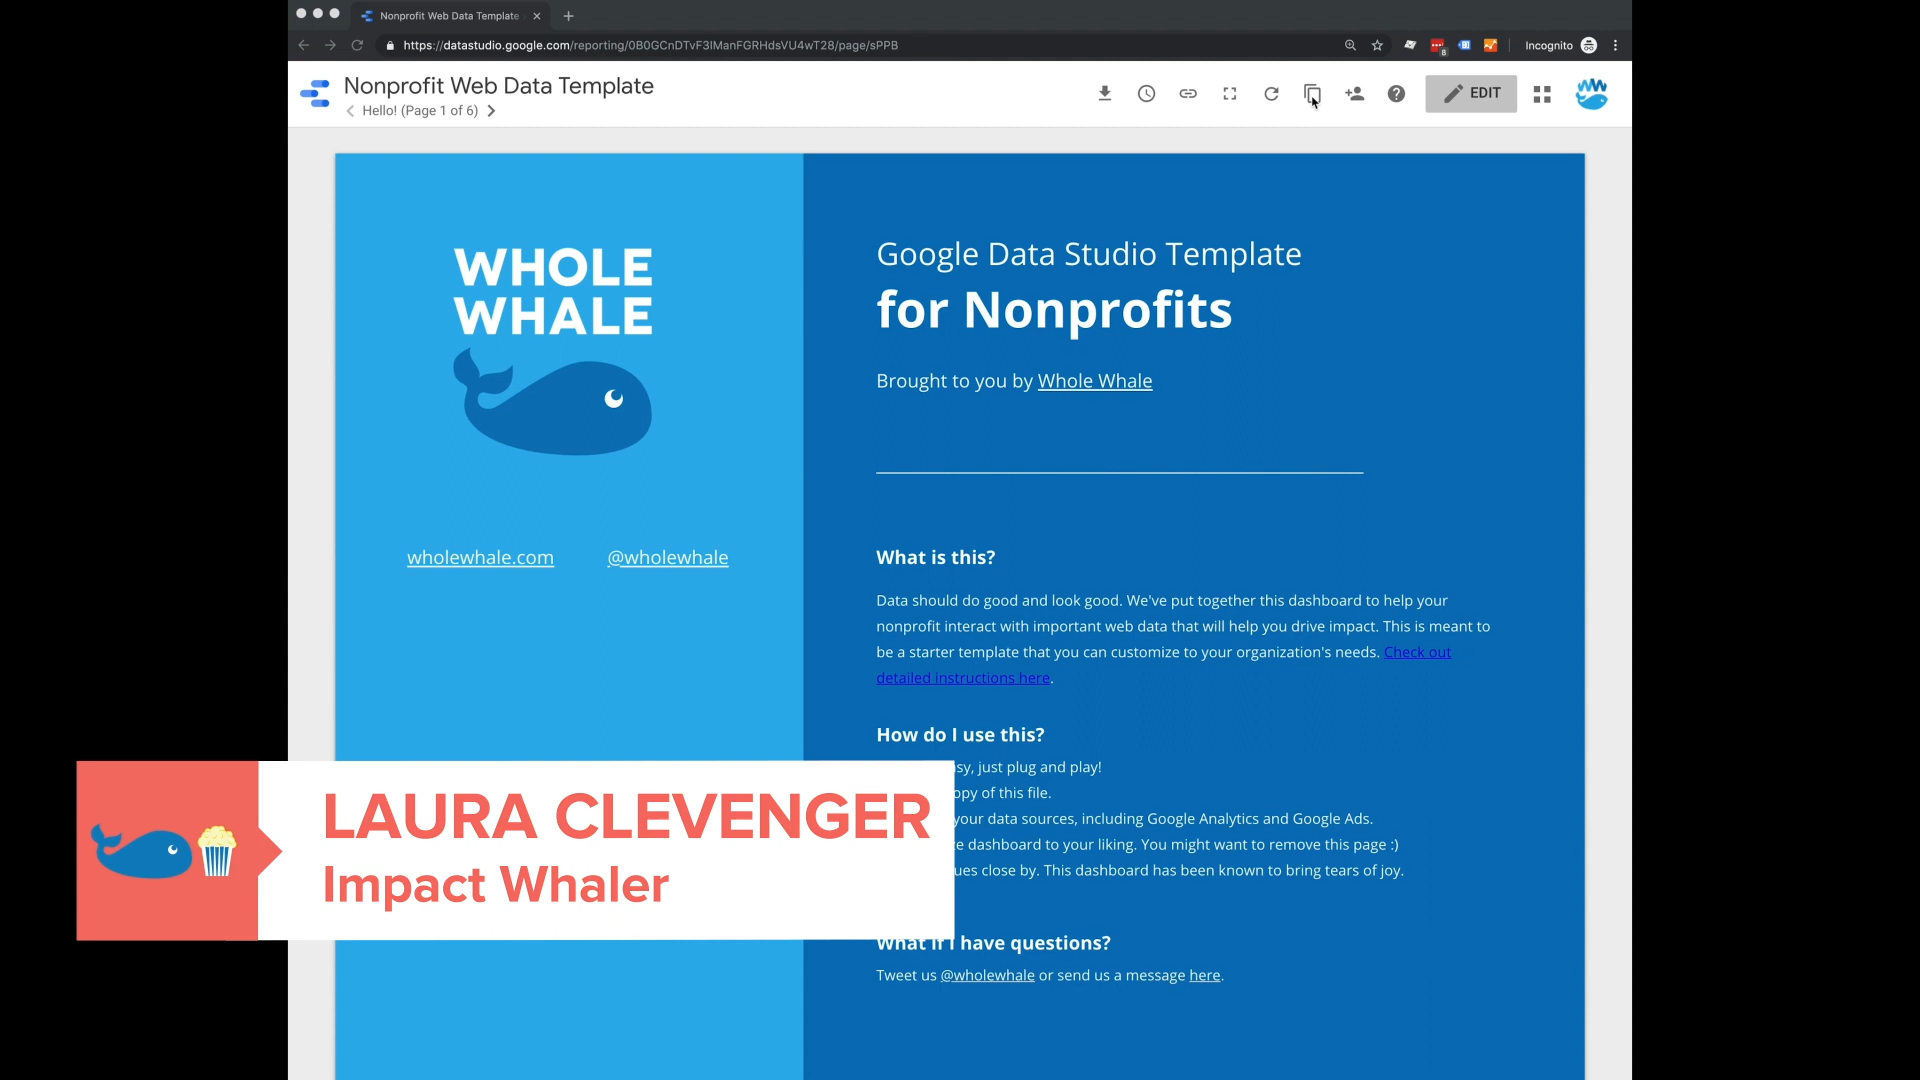 Nonprofit Web Data Template
https://datastudio.google.com/reporting/0B0GCnDTvF3IManFGRHdsVU4wT28/page/sPPB
8
Incognito
Nonprofit Web Data Template
Hello! (Page 1 of 6)
EDIT
WHOLE
WHALE
wholewhale.com
@wholewhale
Google Data Studio Template
for Nonprofits
Brought to you by Whole Whale
What is this?
Data should do good and look good. We've put together this dashboard to help your
nonprofit interact with important web data that will help you drive impact. This is meant to
be a starter template that you can customize to your organization's needs. Check out
detailed instructions here.
How do I use this?
just plug and play!
of this file.
your data sources, including Google Analytics and Google Ads.
dashboard to your liking. You might want to remove this page :)
close by. This dashboard has been known to bring tears of joy.
What if I have questions?
Tweet us @wholewhale or send us a message here.
LAURA CLEVENGER
Impact Whaler